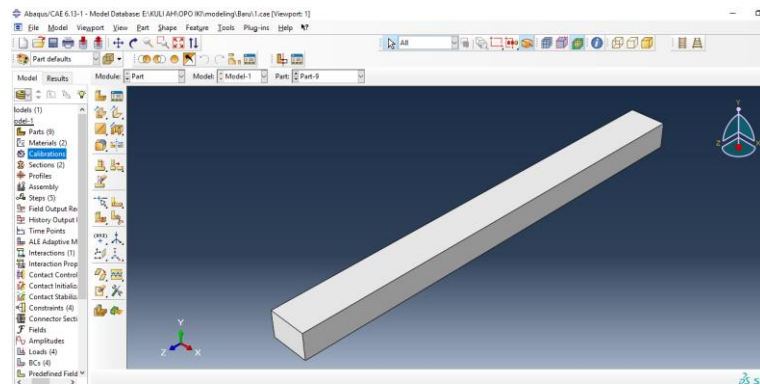 Abaqus/CAE 6.13-1 - Model Database: E:\KULI AH\OPO IKI\modeling\Baru\1.cae [Viewport: 1]
File Model Viewport View Part Shape Feature Tools Plug-ins Help
All
Part defaults
Model Results
Module: Part Model: Model-1 Part: Part-9
lodels (1)
odel-1
Parts (9)
Materials (2)
Calibrations
Sections (2)
Profiles
Assembly
Steps (5)
Field Output Re
History Output
Time Points
ALE Adaptive M
Interactions (1)
Interaction Prop
Contact Control
Contact Initializ
Contact Stabiliz
Constraints (4)
Connector Secti
Fields
Amplitudes
Loads (4)
BCs (4)
Predefined Field
Y
Z
X
Y
Z
X